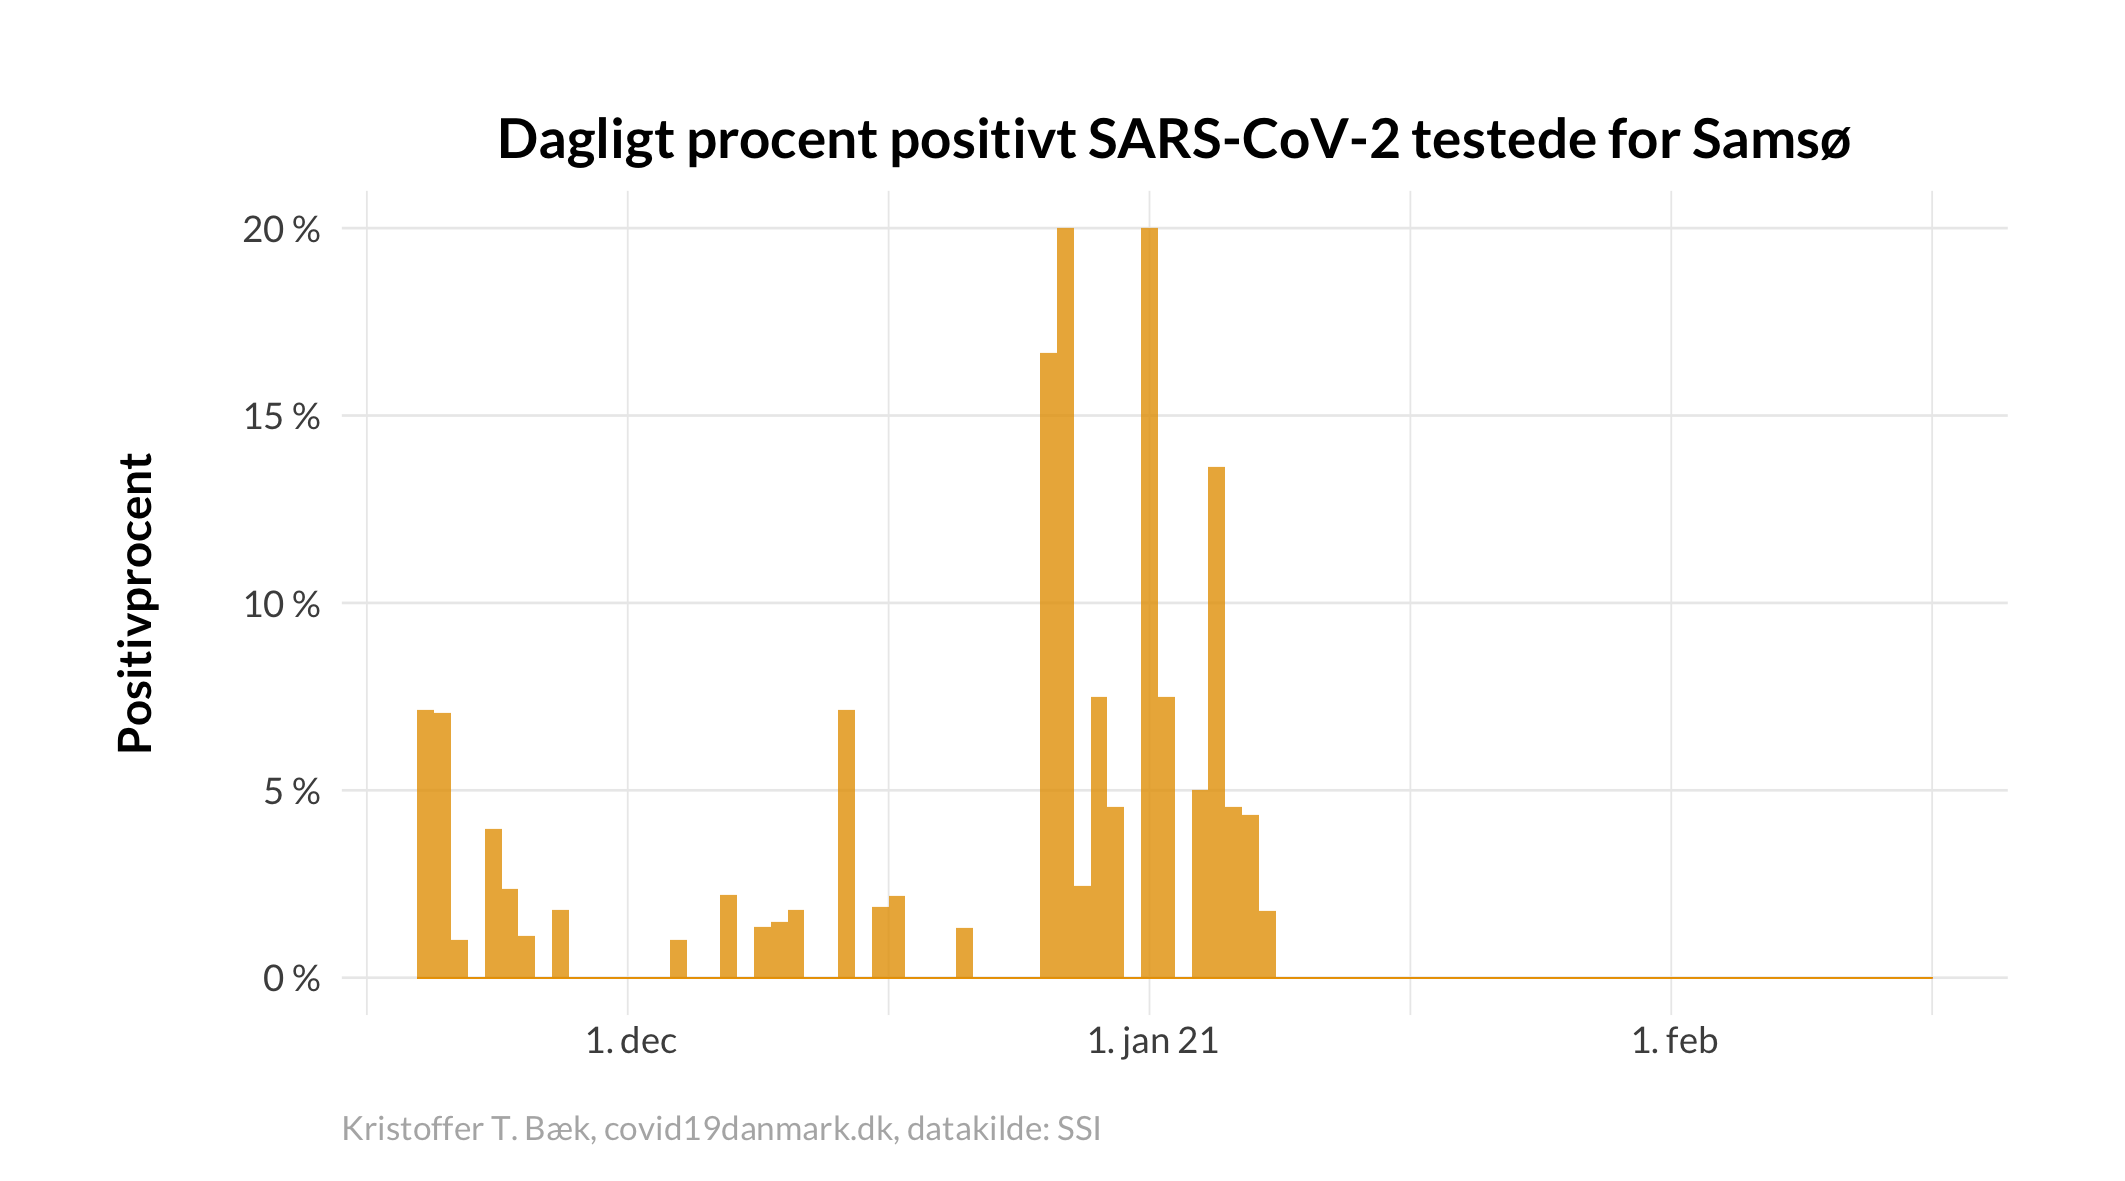 Dagligt procent positivt SARS-CoV-2 testede for Samsø
Positivprocent
20 %
15 %
10 %
5 %
0 %
1. dec
1. jan 21
1. feb
Kristoffer T. Bæk, covid19danmark.dk, datakilde: SSI